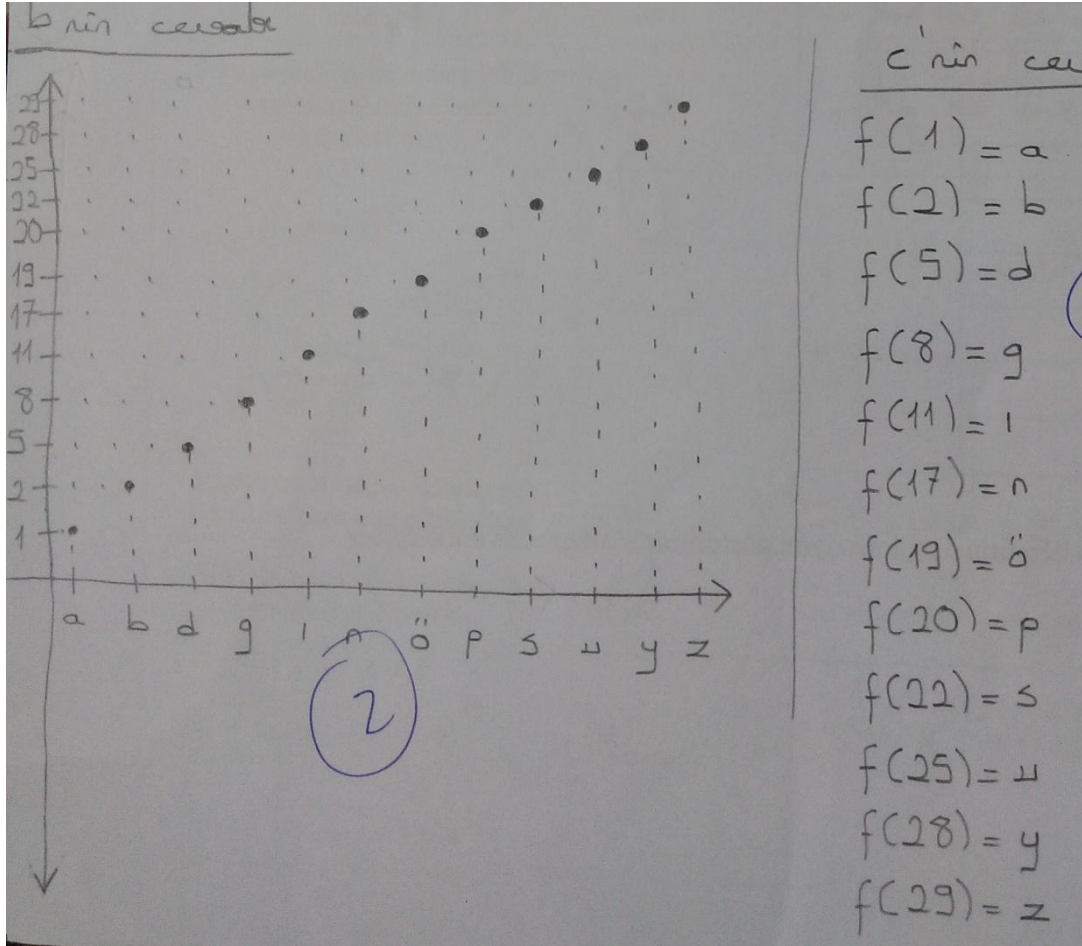 b nin cevabı
29
28
25
22
20
19
17
11
8
5
2
1
a b d g ı n ö p s u y z
2
c'nin cev
f(1) = a
f(2) = b
f(5) = d
f(8) = g
f(11) = ı
f(17) = n
f(19) = ö
f(20) = p
f(22) = s
f(25) = u
f(28) = y
f(29) = z